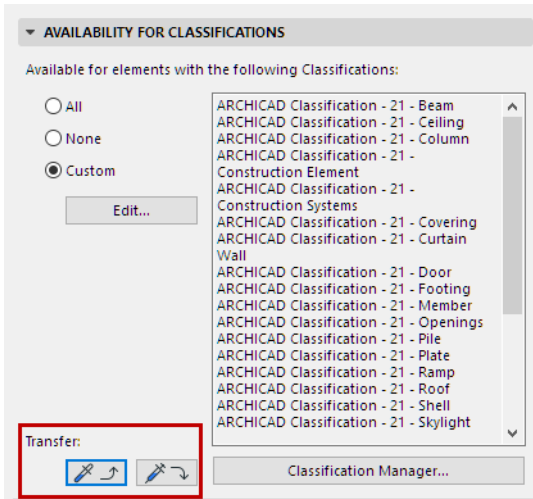 AVAILABILITY FOR CLASSIFICATIONS
Available for elements with the following Classifications:
All
None
Custom
Edit...
ARCHICAD Classification - 21 - Beam
ARCHICAD Classification - 21 - Ceiling
ARCHICAD Classification - 21 - Column
ARCHICAD Classification - 21 -
Construction Element
ARCHICAD Classification - 21 -
Construction Systems
ARCHICAD Classification - 21 - Covering
ARCHICAD Classification - 21 - Curtain
Wall
ARCHICAD Classification - 21 - Door
ARCHICAD Classification - 21 - Footing
ARCHICAD Classification - 21 - Member
ARCHICAD Classification - 21 - Openings
ARCHICAD Classification - 21 - Pile
ARCHICAD Classification - 21 - Plate
ARCHICAD Classification - 21 - Ramp
ARCHICAD Classification - 21 - Roof
ARCHICAD Classification - 21 - Shell
ARCHICAD Classification - 21 - Skylight
Transfer:
Classification Manager...